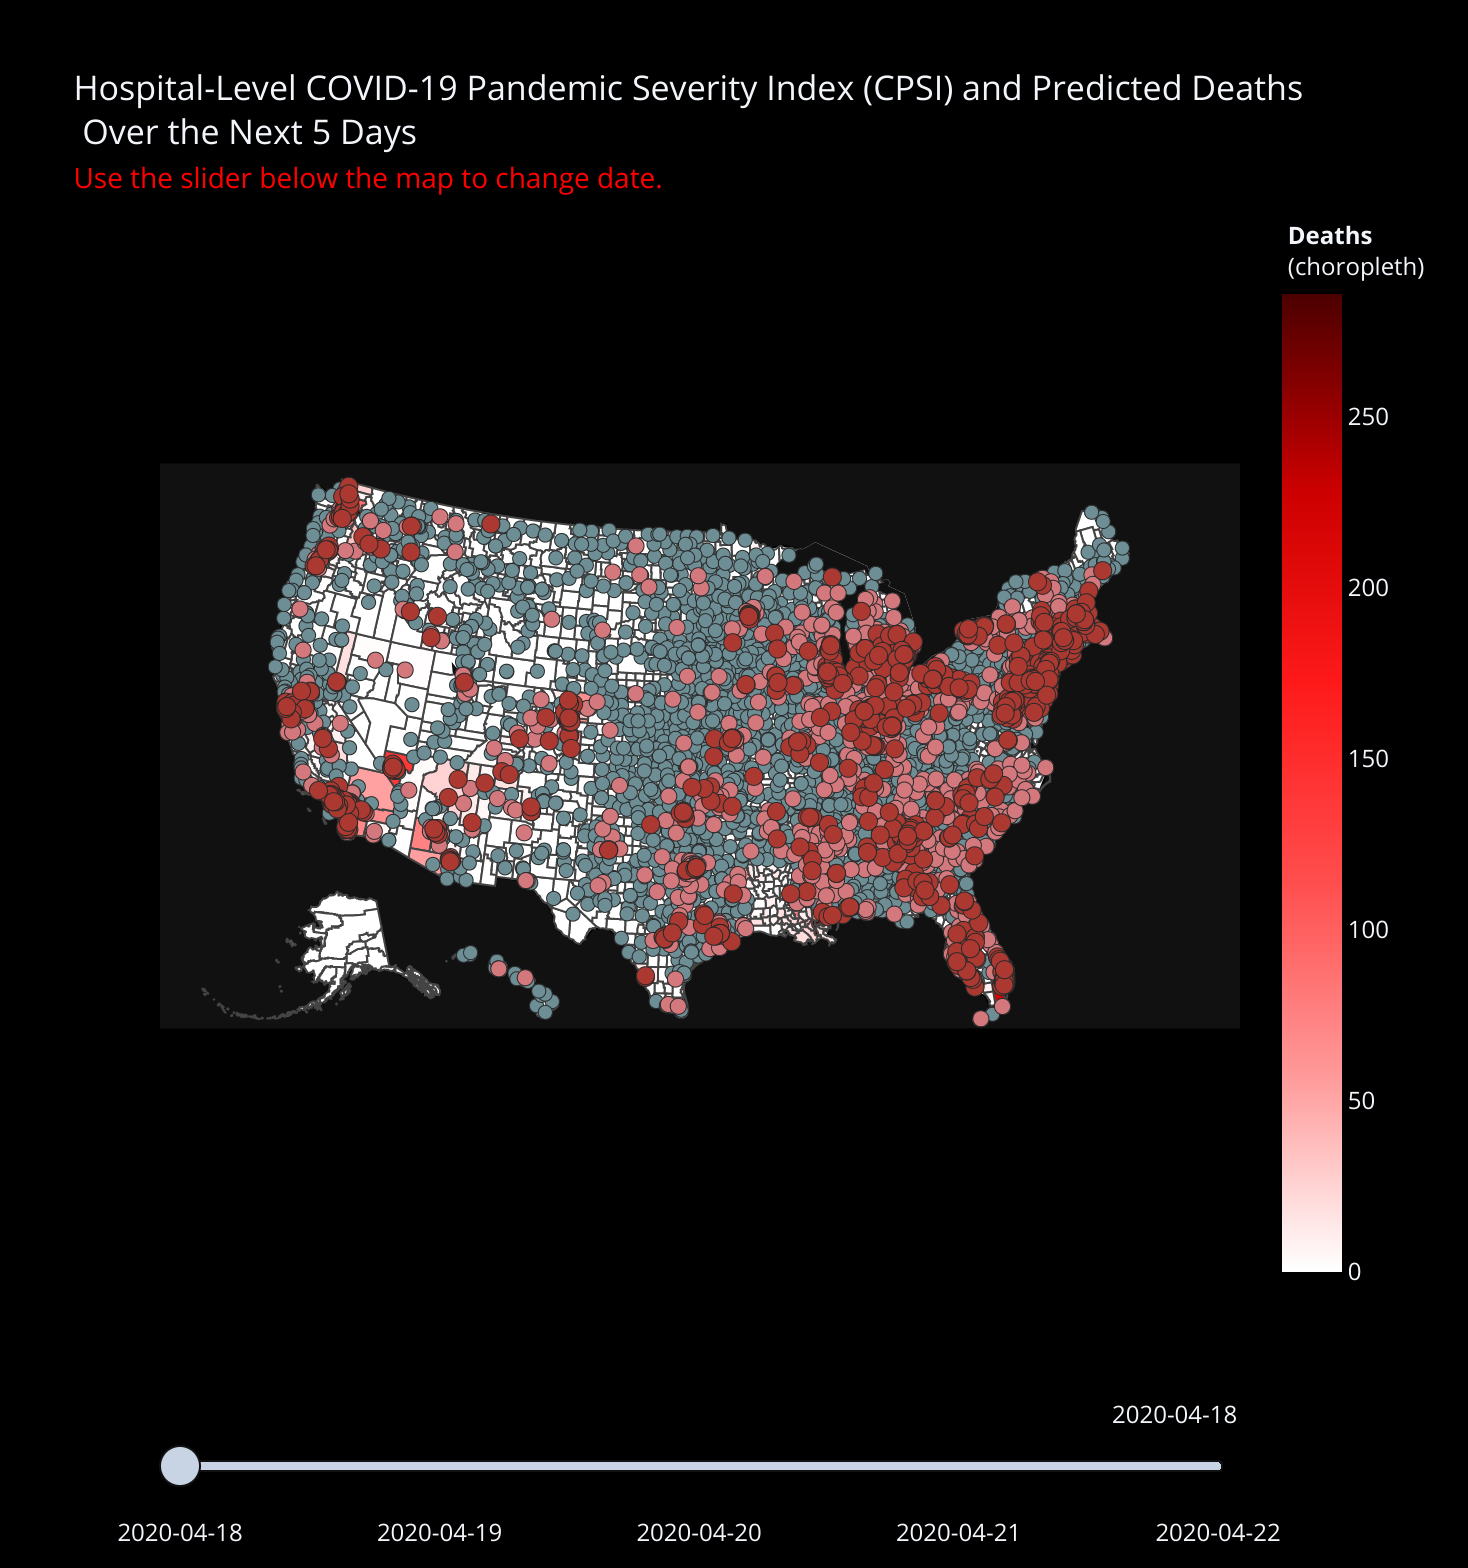 Hospital-Level COVID-19 Pandemic Severity Index (CPSI) and Predicted Deaths
Over the Next 5 Days
Use the slider below the map to change date.
Deaths
(choropleth)
250
200
150
100
50
0
2020-04-18
2020-04-18
2020-04-19
2020-04-20
2020-04-21
2020-04-22